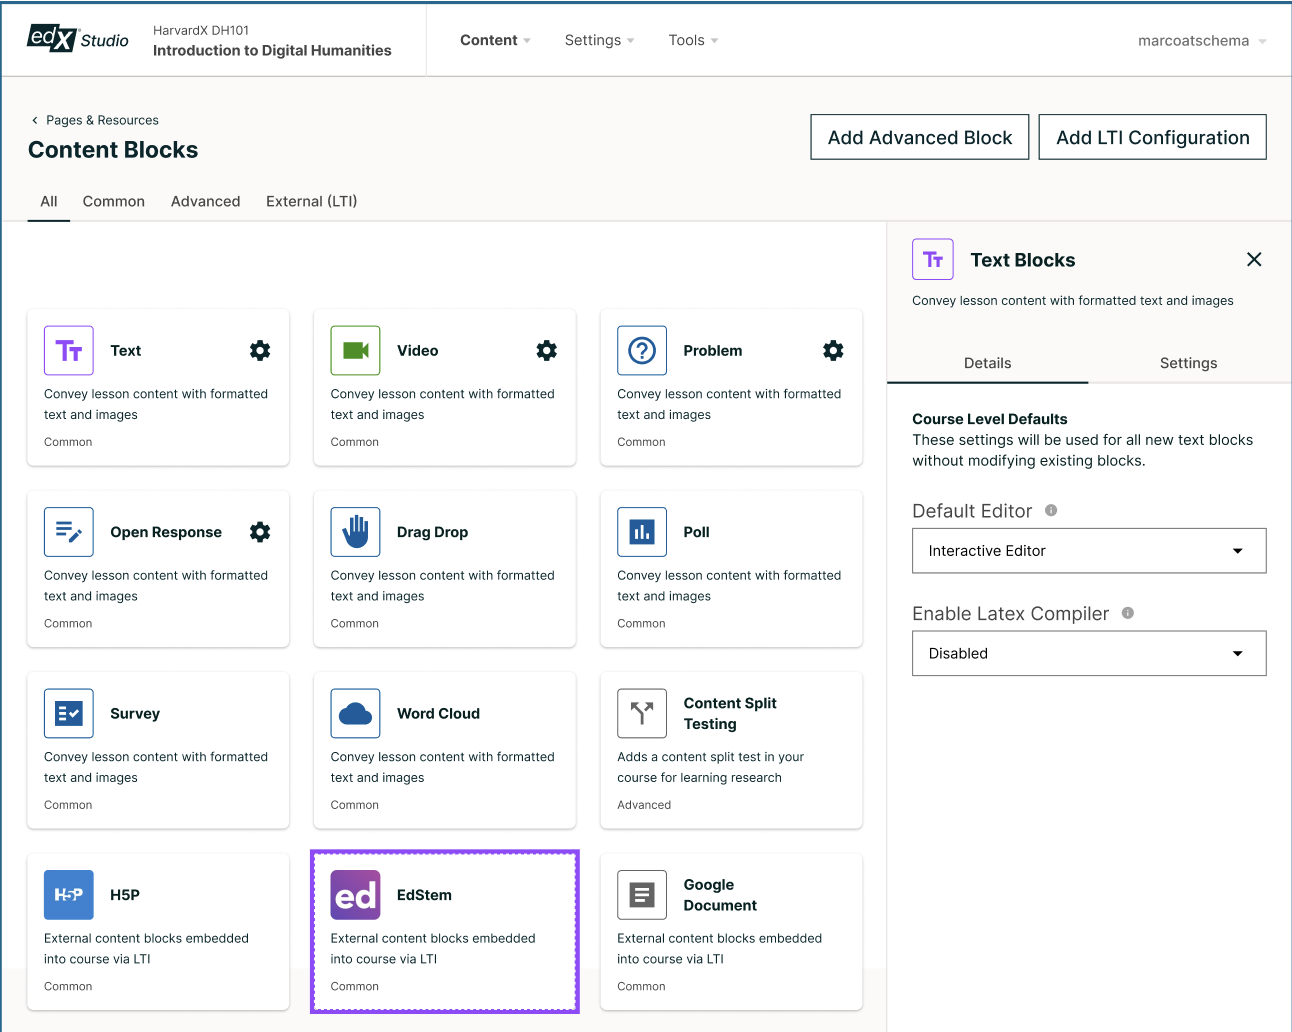 edX Studio
HarvardX DH101
Introduction to Digital Humanities
Content
Settings
Tools
marcoatschema
Pages & Resources
Content Blocks
Add Advanced Block
Add LTI Configuration
All
Common
Advanced
External (LTI)
Tт
Text
Convey lesson content with formatted
text and images
Common
Video
Convey lesson content with formatted
text and images
Common
Problem
Convey lesson content with formatted
text and images
Common
Open Response
Convey lesson content with formatted
text and images
Common
Drag Drop
Convey lesson content with formatted
text and images
Common
Poll
Convey lesson content with formatted
text and images
Common
Survey
Convey lesson content with formatted
text and images
Common
Word Cloud
Convey lesson content with formatted
text and images
Common
Content Split
Testing
Adds a content split test in your
course for learning research
Advanced
H5P
H5P
External content blocks embedded
into course via LTI
Common
ed
EdStem
External content blocks embedded
into course via LTI
Common
Google
Document
External content blocks embedded
into course via LTI
Common
Tт
Text Blocks
Convey lesson content with formatted text and images
Details
Settings
Course Level Defaults
These settings will be used for all new text blocks
without modifying existing blocks.
Default Editor
Interactive Editor
Enable Latex Compiler
Disabled